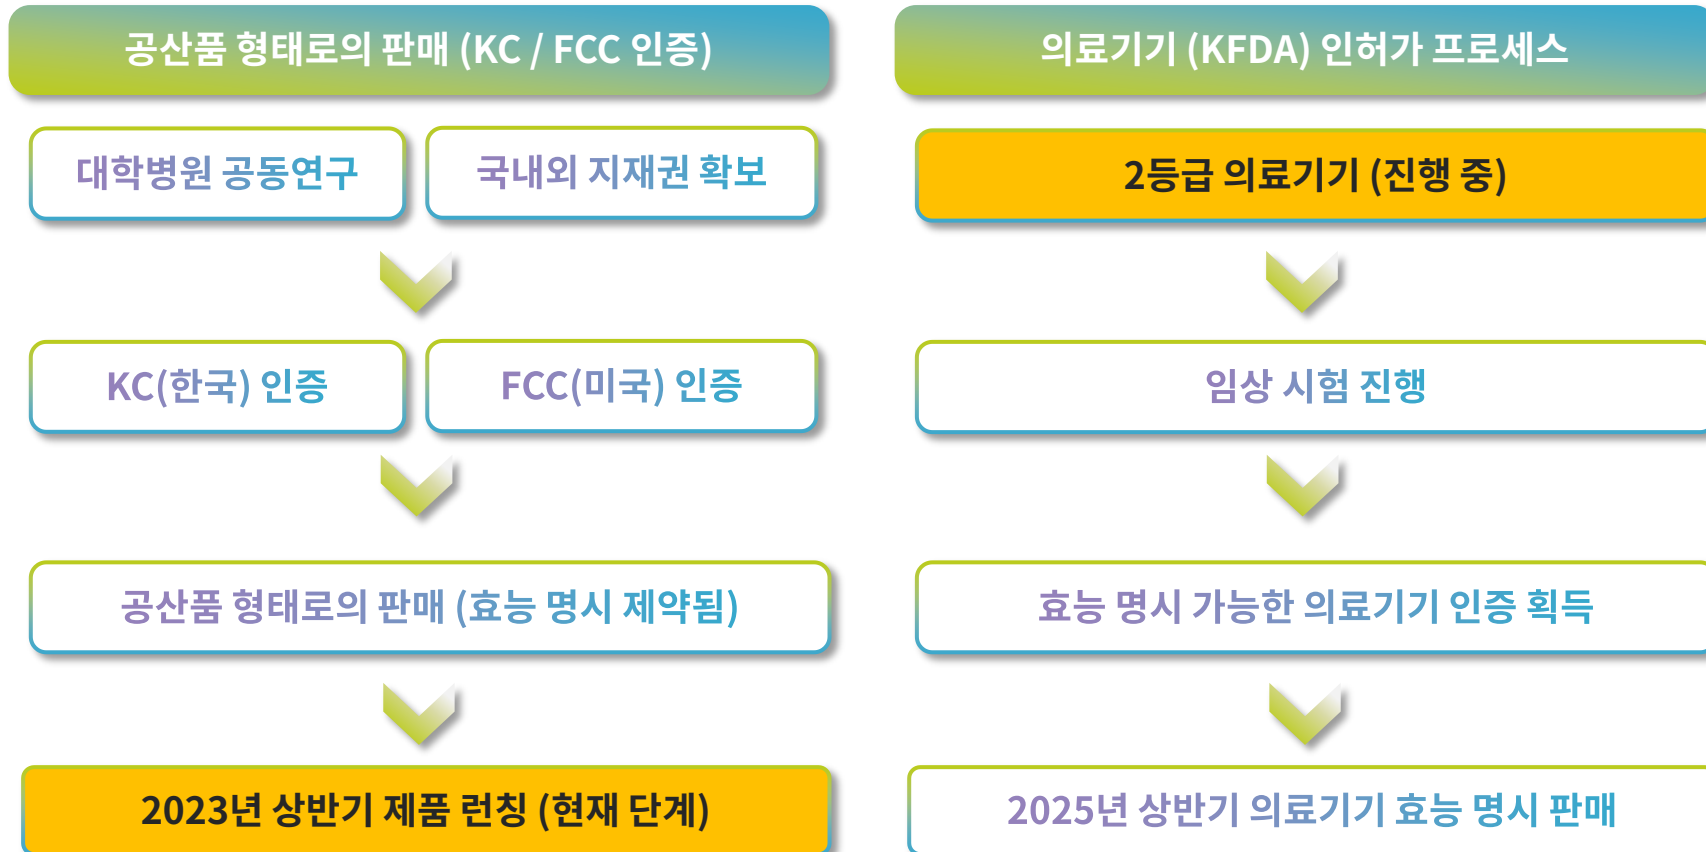 공산품 형태로의 판매 (KC / FCC 인증)
대학병원 공동연구
국내외 지재권 확보
KC(한국) 인증
FCC(미국) 인증
공산품 형태로의 판매 (효능 명시 제약됨)
2023년 상반기 제품 런칭 (현재 단계)
의료기기 (KFDA) 인허가 프로세스
2등급 의료기기 (진행 중)
임상 시험 진행
효능 명시 가능한 의료기기 인증 획득
2025년 상반기 의료기기 효능 명시 판매